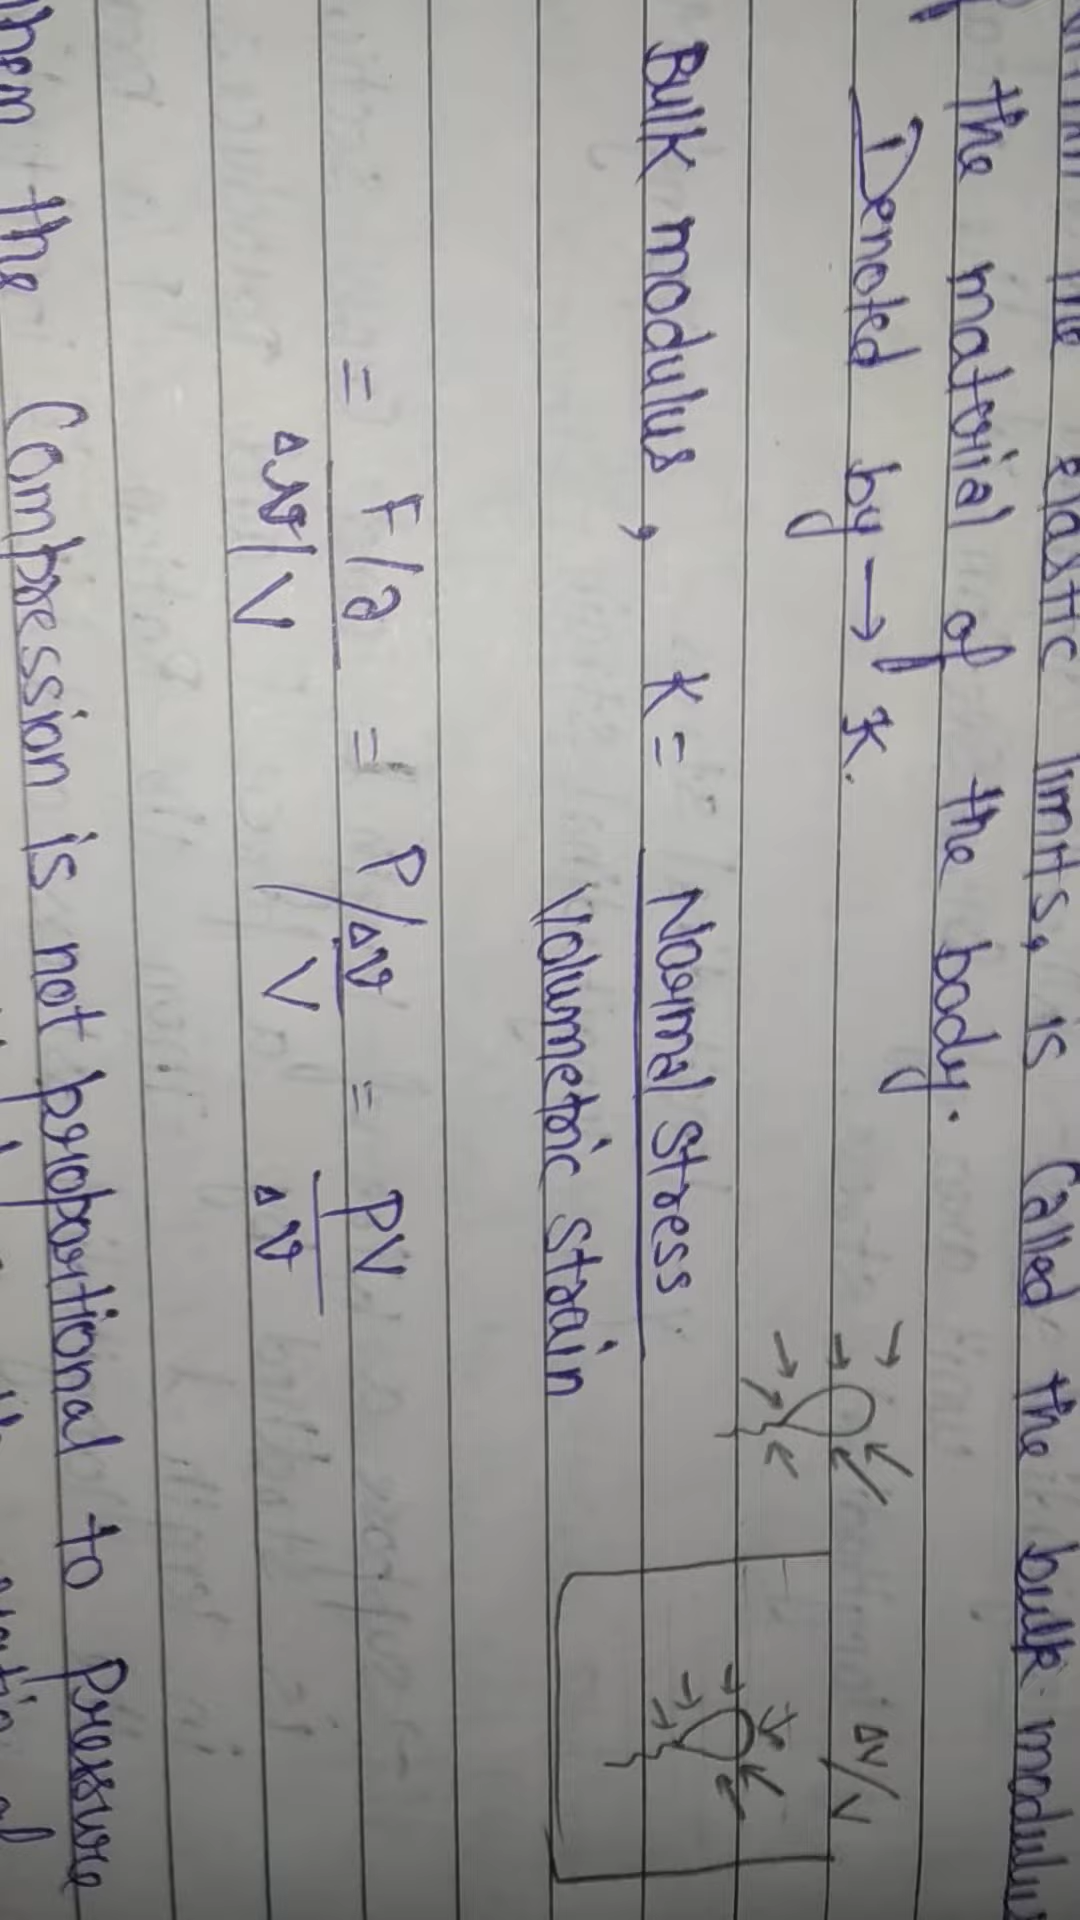 elastic limits, is called the bulk modulus
the material of the body.
Denoted by → K.
ΔV/V
Bulk modulus, K = Normal Stress
Volumetric Strain
= F/a = P/Δv = PV
Δv/V V Δv
the Compression is not proportional to Pressure